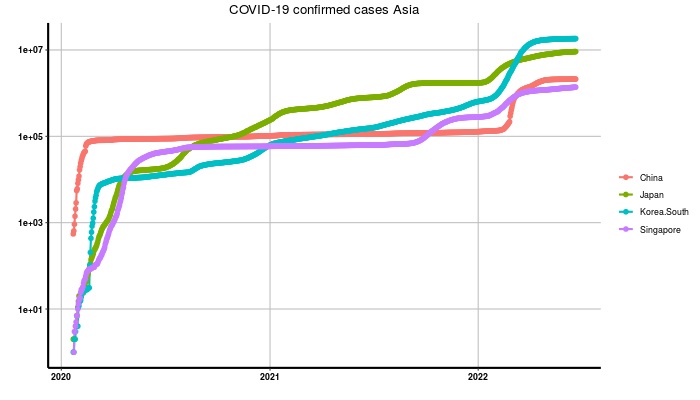 COVID-19 confirmed cases Asia
1e+07
1e+05
1e+03
1e+01
2020 2021 2022
China
Japan
Korea.South
Singapore